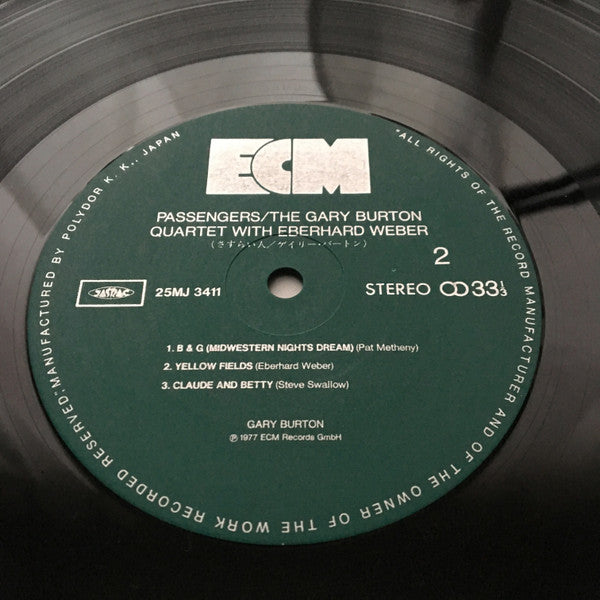 ECM
PASSENGERS/THE GARY BURTON
QUARTET WITH EBERHARD WEBER
(さすらい人/ゲイリー・バートン)
2
JASRAC
25MJ 3411
STEREO 33⅓
1. B & G (MIDWESTERN NIGHTS DREAM) (Pat Metheny)
2. YELLOW FIELDS (Eberhard Weber)
3. CLAUDE AND BETTY (Steve Swallow)
GARY BURTON
Ⓟ 1977 ECM Records GmbH
*ALL RIGHTS OF THE RECORD MANUFACTURER AND OF THE OWNER OF THE WORK RECORDED RESERVED*MANUFACTURED BY POLYDOR K. K., JAPAN